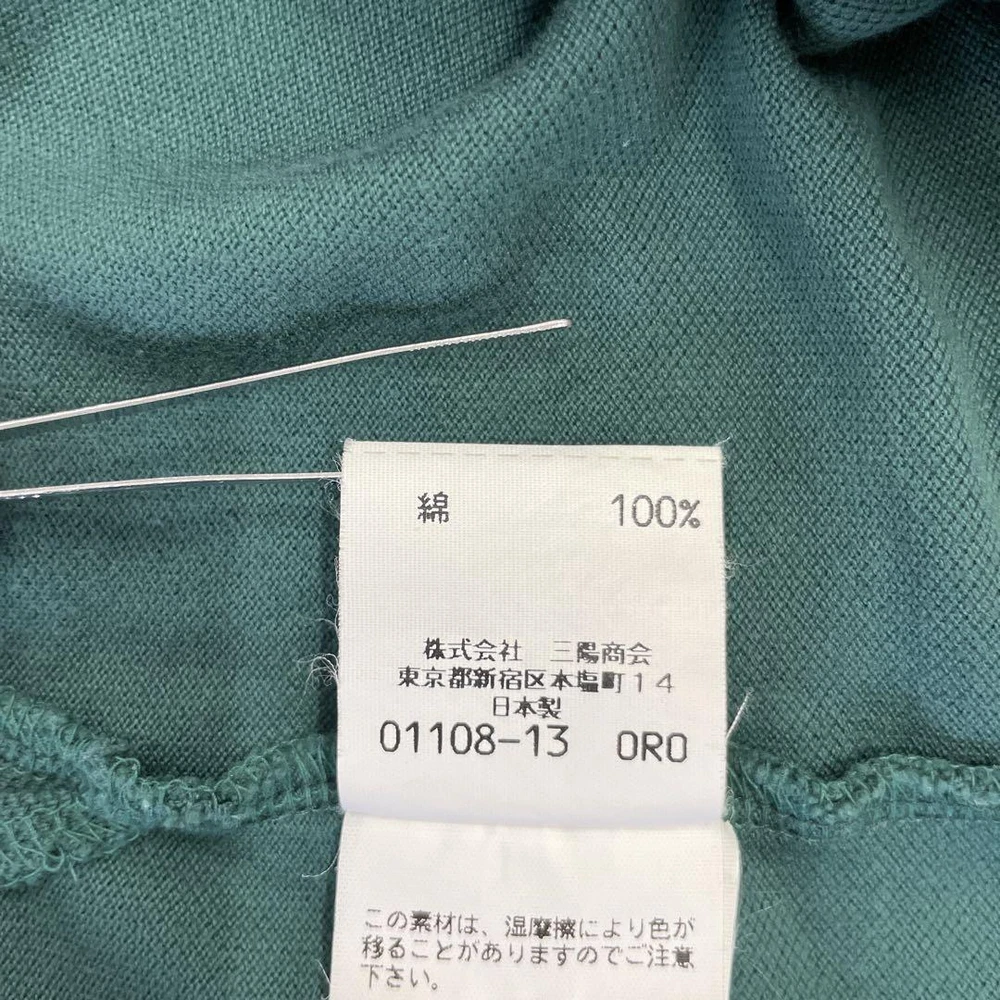 綿 100%
株式会社 三陽商会
東京都新宿区本塩町14
日本製
01108-13 ORO
この素材は、湿摩擦により色が
移ることがありますのでご注意
下さい。